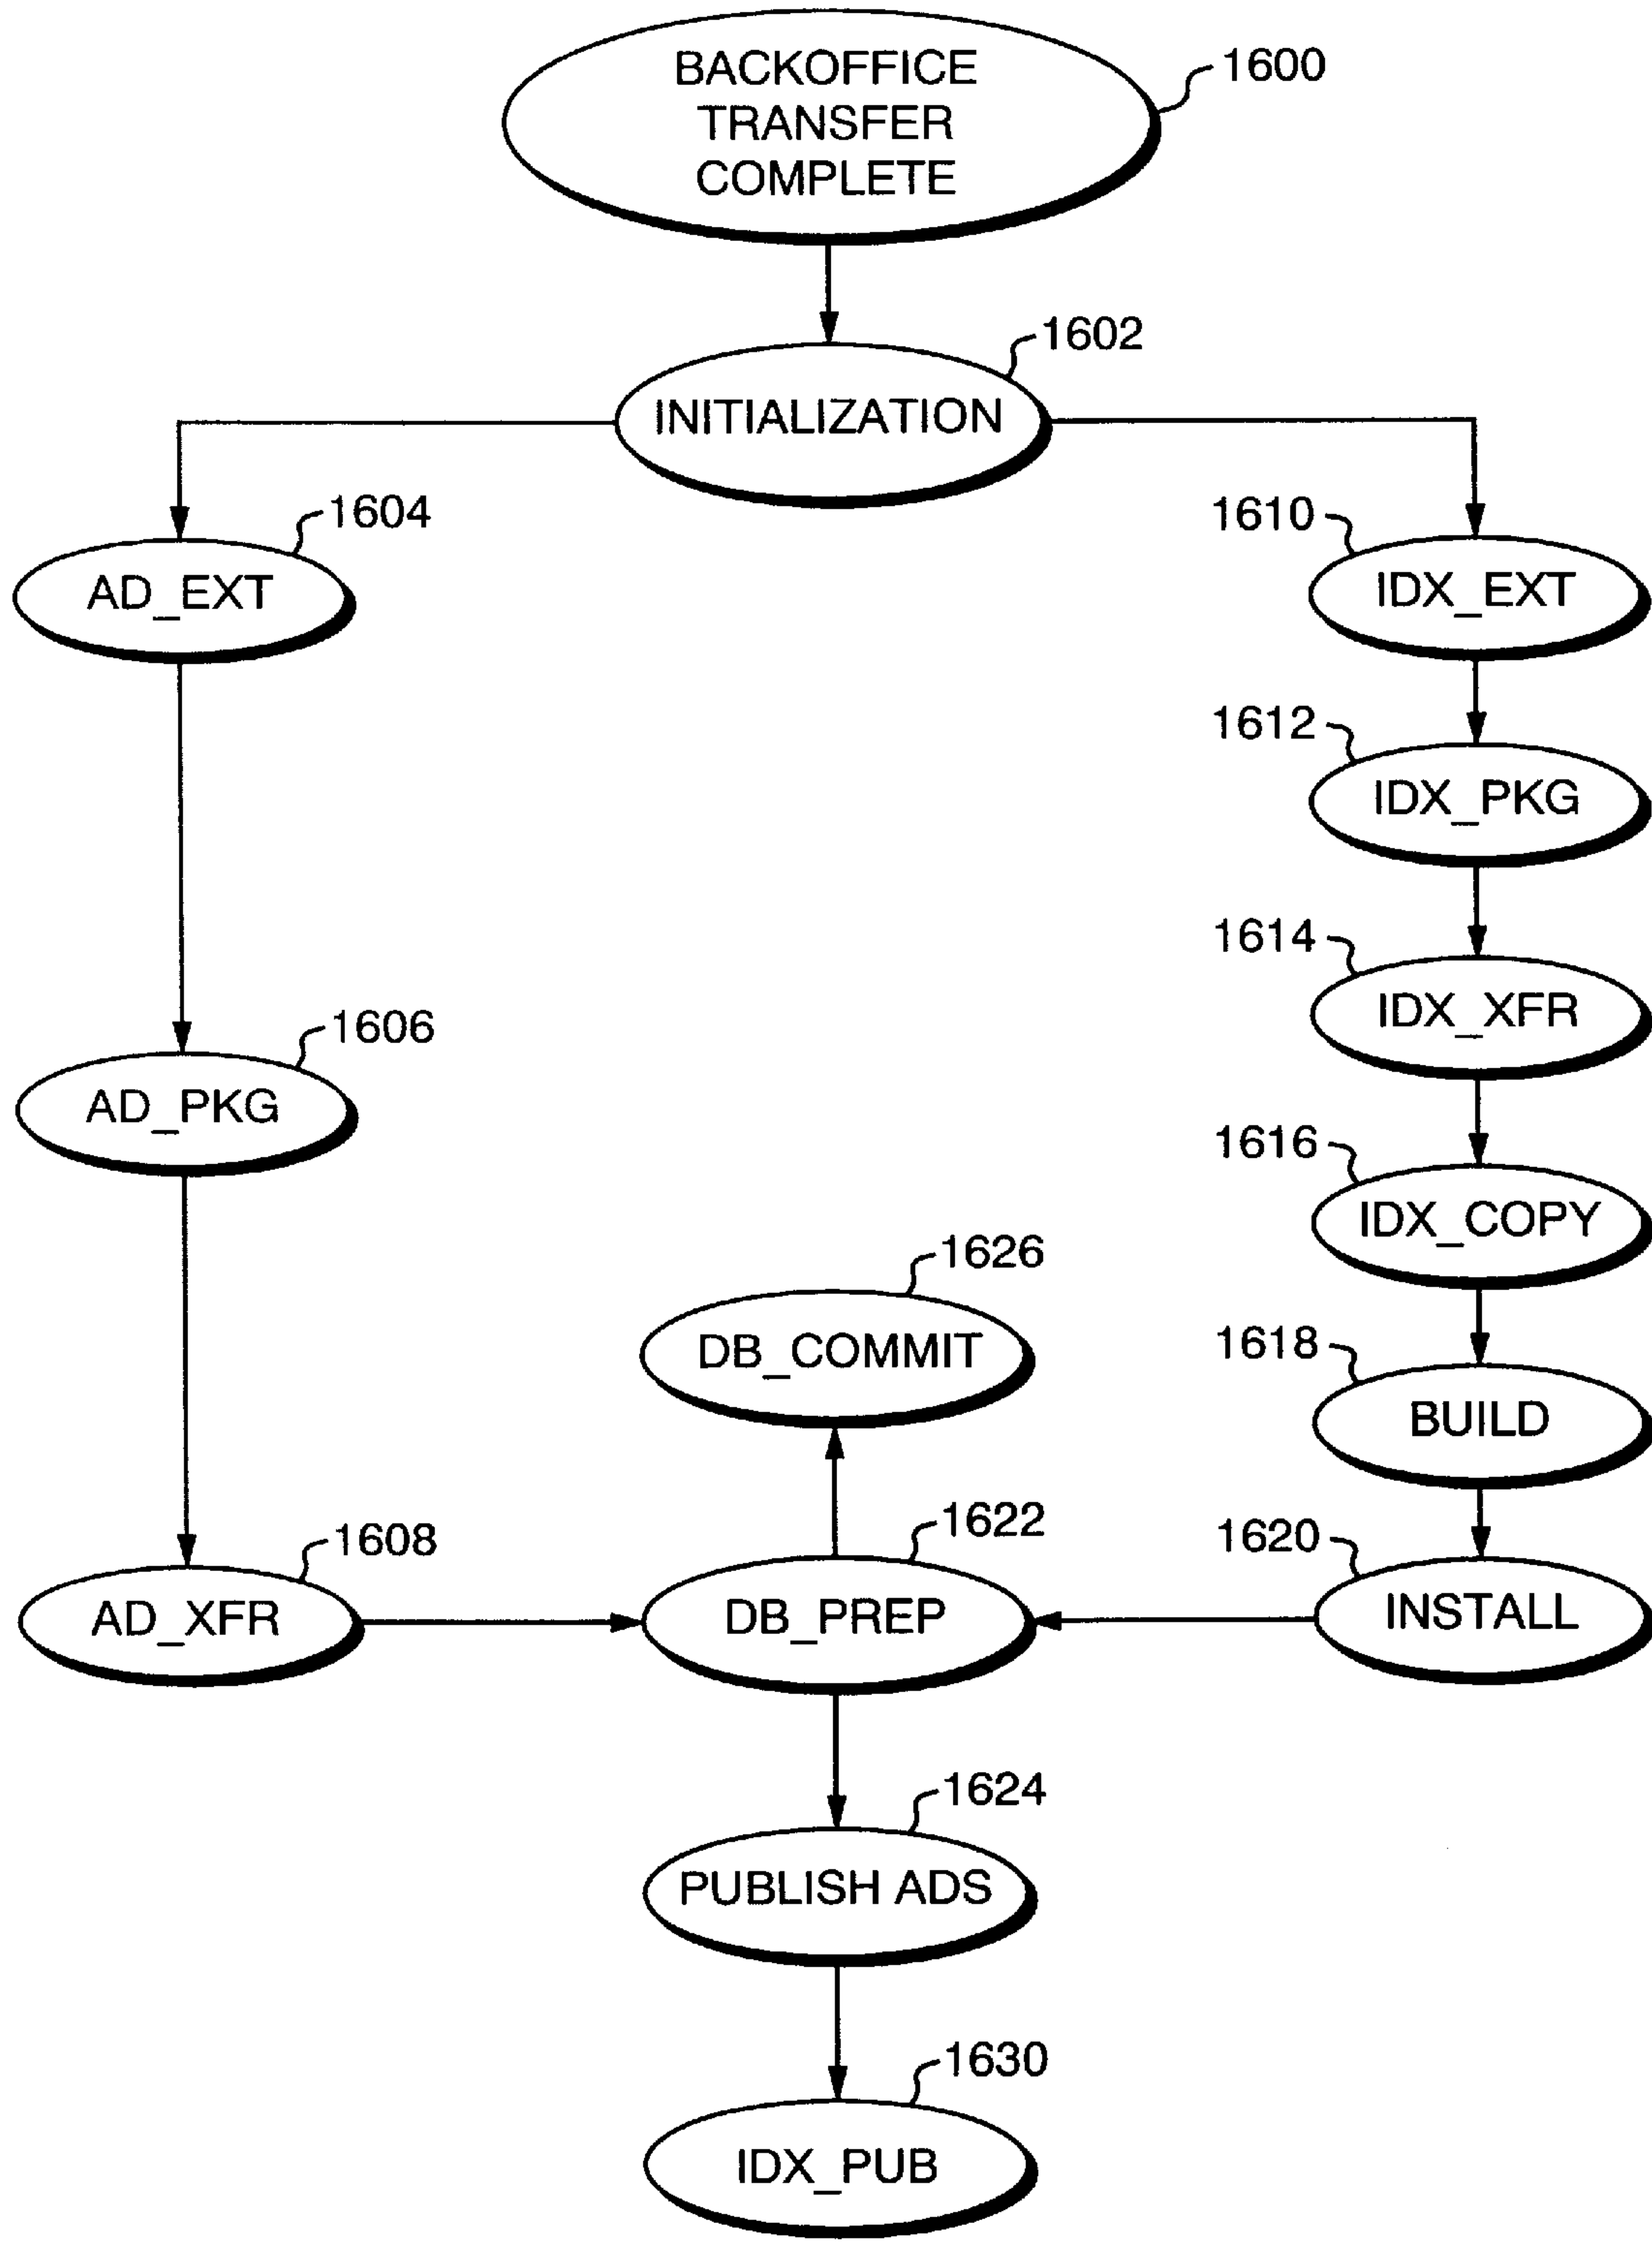 BACKOFFICE
TRANSFER
COMPLETE
1600
1602
INITIALIZATION
1604
AD_EXT
1610
IDX_EXT
1612
IDX_PKG
1614
IDX_XFR
1606
AD_PKG
1616
IDX_COPY
1626
DB_COMMIT
1618
BUILD
1608
AD_XFR
1622
DB_PREP
1620
INSTALL
1624
PUBLISH ADS
1630
IDX_PUB